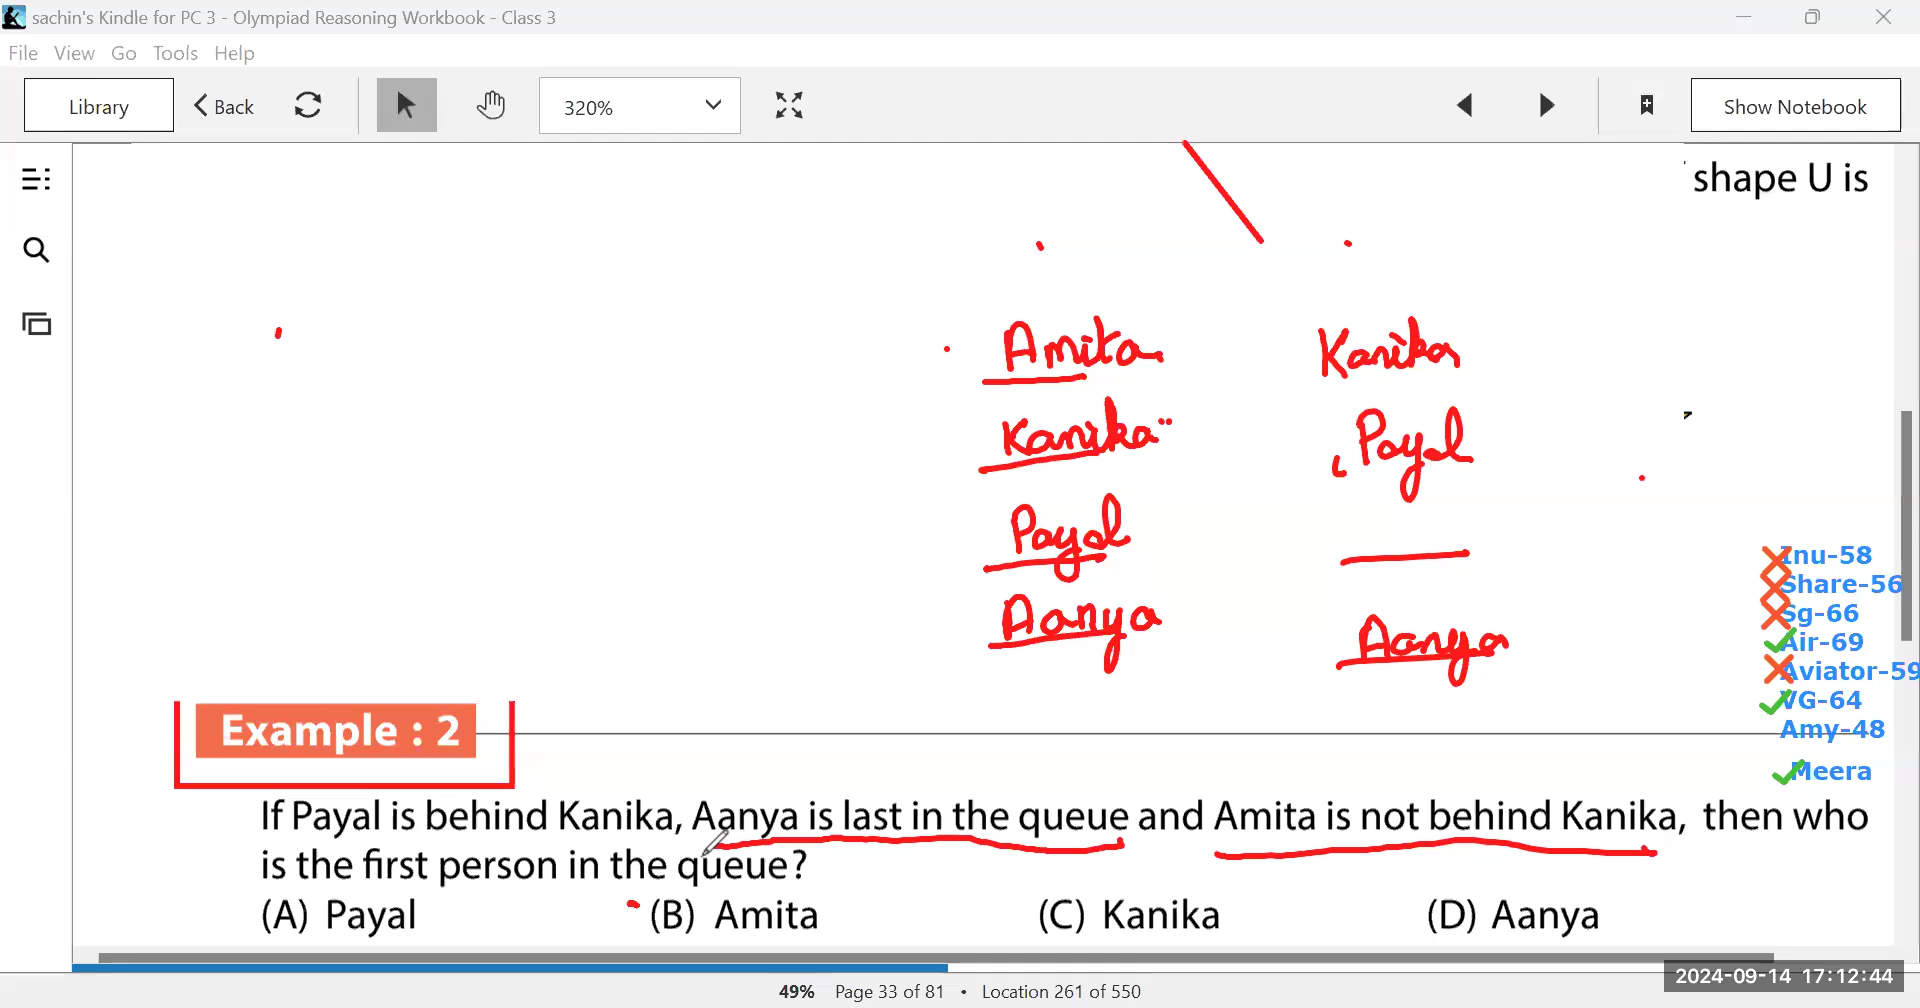 sachin's Kindle for PC 3 - Olympiad Reasoning Workbook - Class 3
File View Go Tools Help
Library Back 320% Show Notebook
shape U is
Amita Kanika
Kanika Payal
Payal
Aanya Aanya
Inu-58
Share-56
Sg-66
Air-69
Aviator-59
VG-64
Amy-48
Meera
Example : 2
If Payal is behind Kanika, Aanya is last in the queue and Amita is not behind Kanika, then who
is the first person in the queue?
(A) Payal (B) Amita (C) Kanika (D) Aanya
2024-09-14 17:12:44
49% Page 33 of 81 • Location 261 of 550